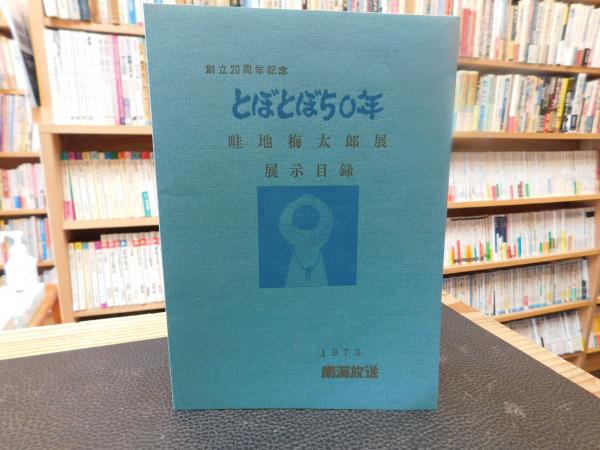 創立20周年記念
とぼとぼ50年
畦地梅太郎展
展示目録
1973
南海放送